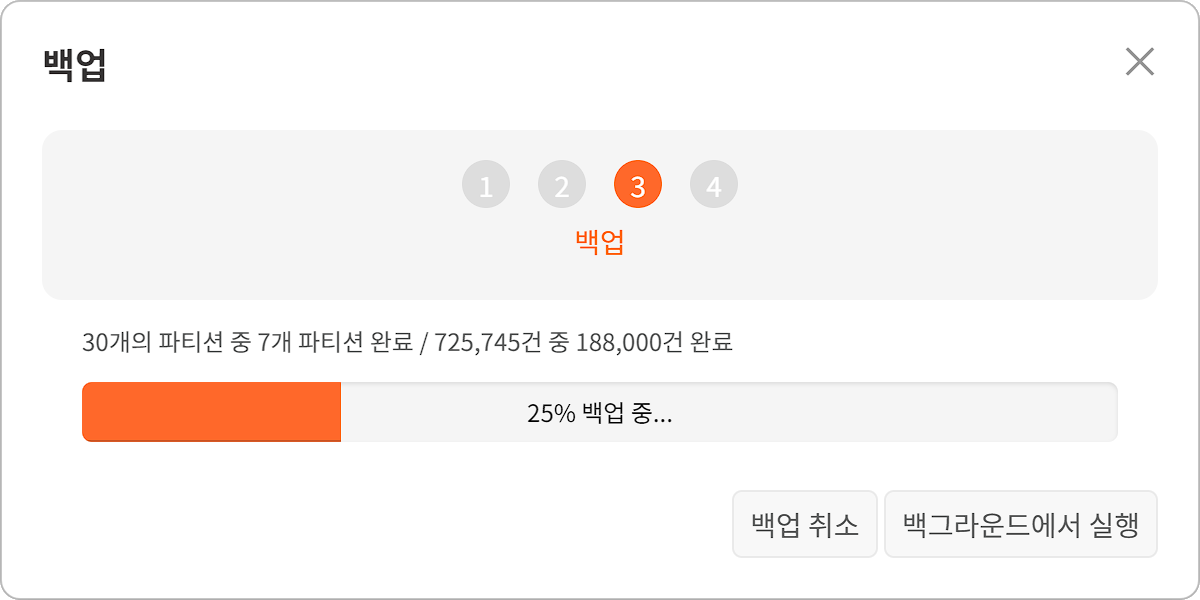 백업
1 2 3 4
백업
30개의 파티션 중 7개 파티션 완료 / 725,745건 중 188,000건 완료
25% 백업 중...
백업 취소 백그라운드에서 실행